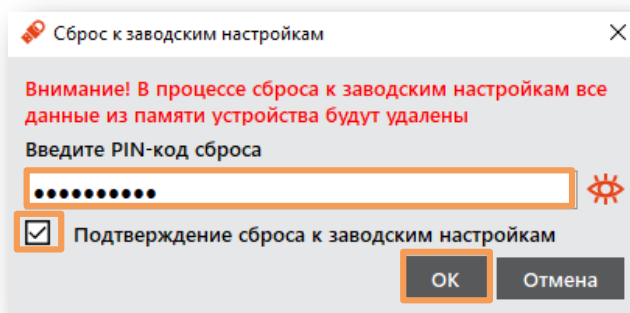 Сброс к заводским настройкам
Внимание! В процессе сброса к заводским настройкам все
данные из памяти устройства будут удалены
Введите PIN-код сброса
••••••••••
Подтверждение сброса к заводским настройкам
ОК Отмена